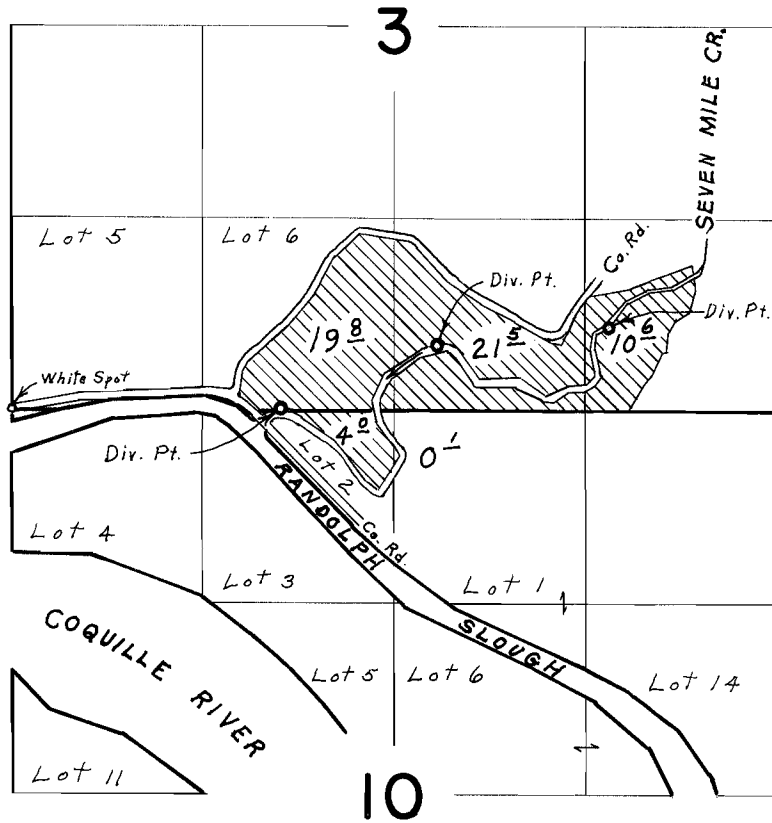 3
SEVEN MILE CR.
Lot 5
Lot 6
Co. Rd.
Div. Pt.
19 8
21 5
10 6
Div. Pt.
White Spot
4 0
Div. Pt.
0 1
Lot 2
RANDOLPH
Co. Rd.
Lot 4
Lot 3
Lot 1
COQUILLE RIVER
SLOUGH
Lot 5
Lot 6
Lot 14
Lot 11
10